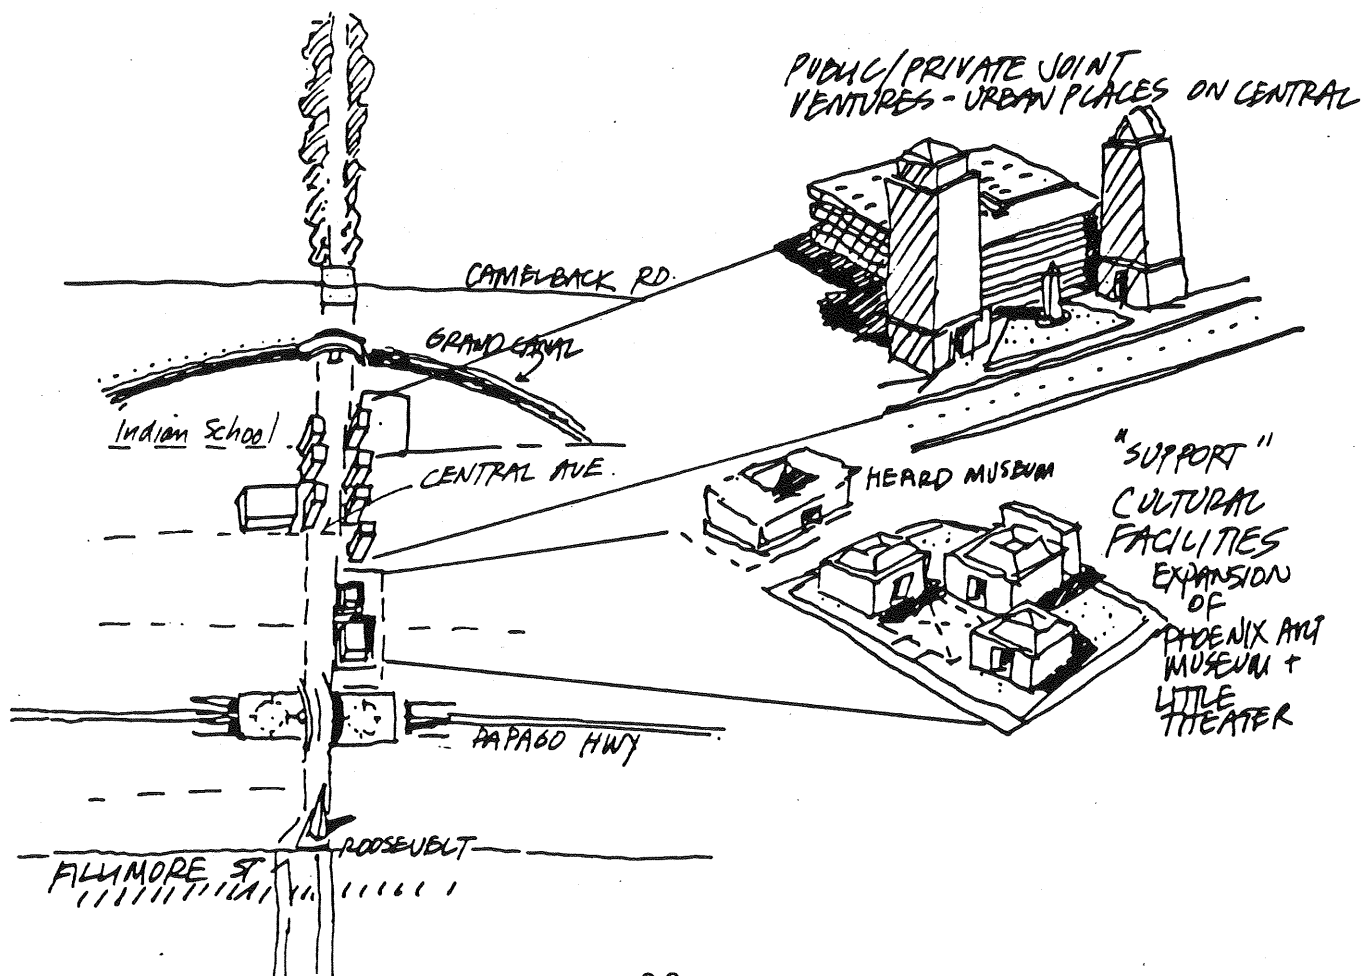 PUBLIC/PRIVATE JOINT
VENTURES - URBAN PLACES ON CENTRAL
CAMELBACK RD.
GRAND CANAL
Indian School
CENTRAL AVE.
HEARD MUSEUM
"SUPPORT"
CULTURAL
FACILITIES
EXPANSION
OF
PHOENIX ART
MUSEUM +
LITTLE
THEATER
PAPAGO HWY
ROOSEVELT
FILLMORE ST